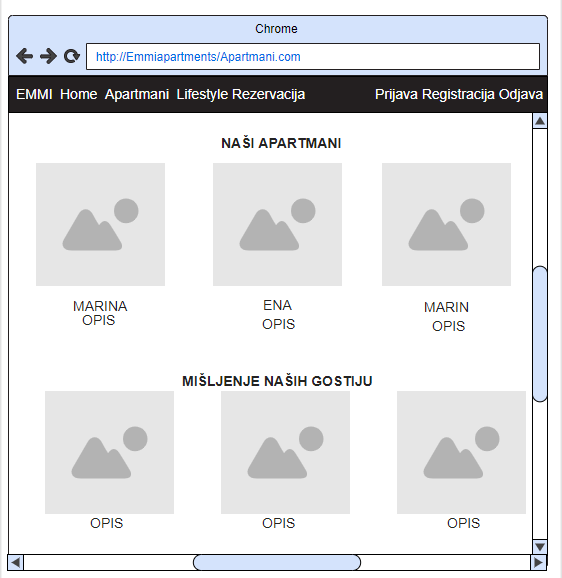 Chrome
http://Emmiapartments/Apartmani.com
EMMI Home Apartmani Lifestyle Rezervacija Prijava Registracija Odjava
NAŠI APARTMANI
MARINA ENA MARIN
OPIS OPIS OPIS
MIŠLJENJE NAŠIH GOSTIJU
OPIS OPIS OPIS